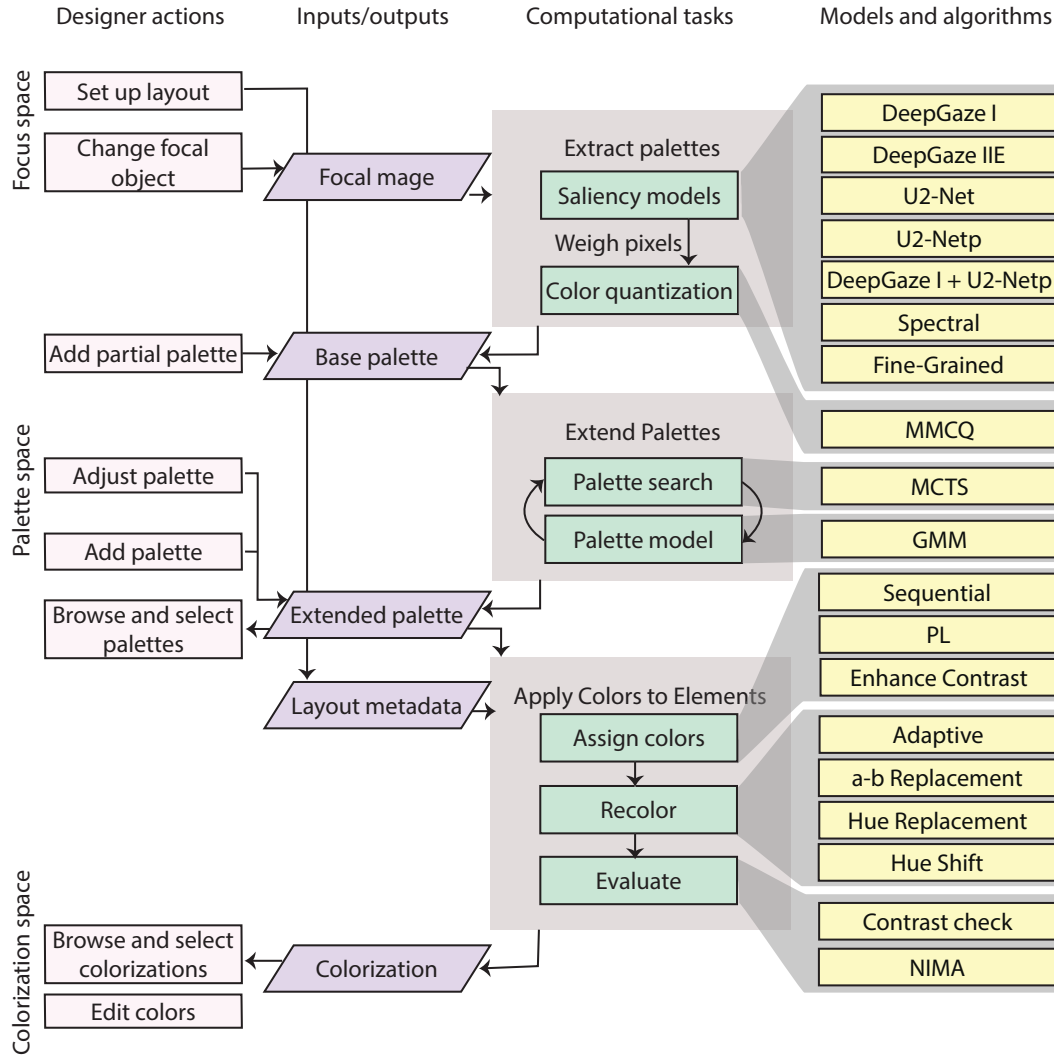 Designer actions
Inputs/outputs
Computational tasks
Models and algorithms
Focus space
Set up layout
Change focal
object
Focal mage
Extract palettes
Saliency models
Weigh pixels
Color quantization
DeepGaze I
DeepGaze IIE
U2-Net
U2-Netp
DeepGaze I + U2-Netp
Spectral
Fine-Grained
MMCQ
Palette space
Add partial palette
Base palette
Extend Palettes
Palette search
Palette model
MCTS
GMM
Adjust palette
Add palette
Browse and select
palettes
Extended palette
Layout metadata
Apply Colors to Elements
Assign colors
Recolor
Evaluate
Sequential
PL
Enhance Contrast
Adaptive
a-b Replacement
Hue Replacement
Hue Shift
Contrast check
NIMA
Colorization space
Browse and select
colorizations
Edit colors
Colorization